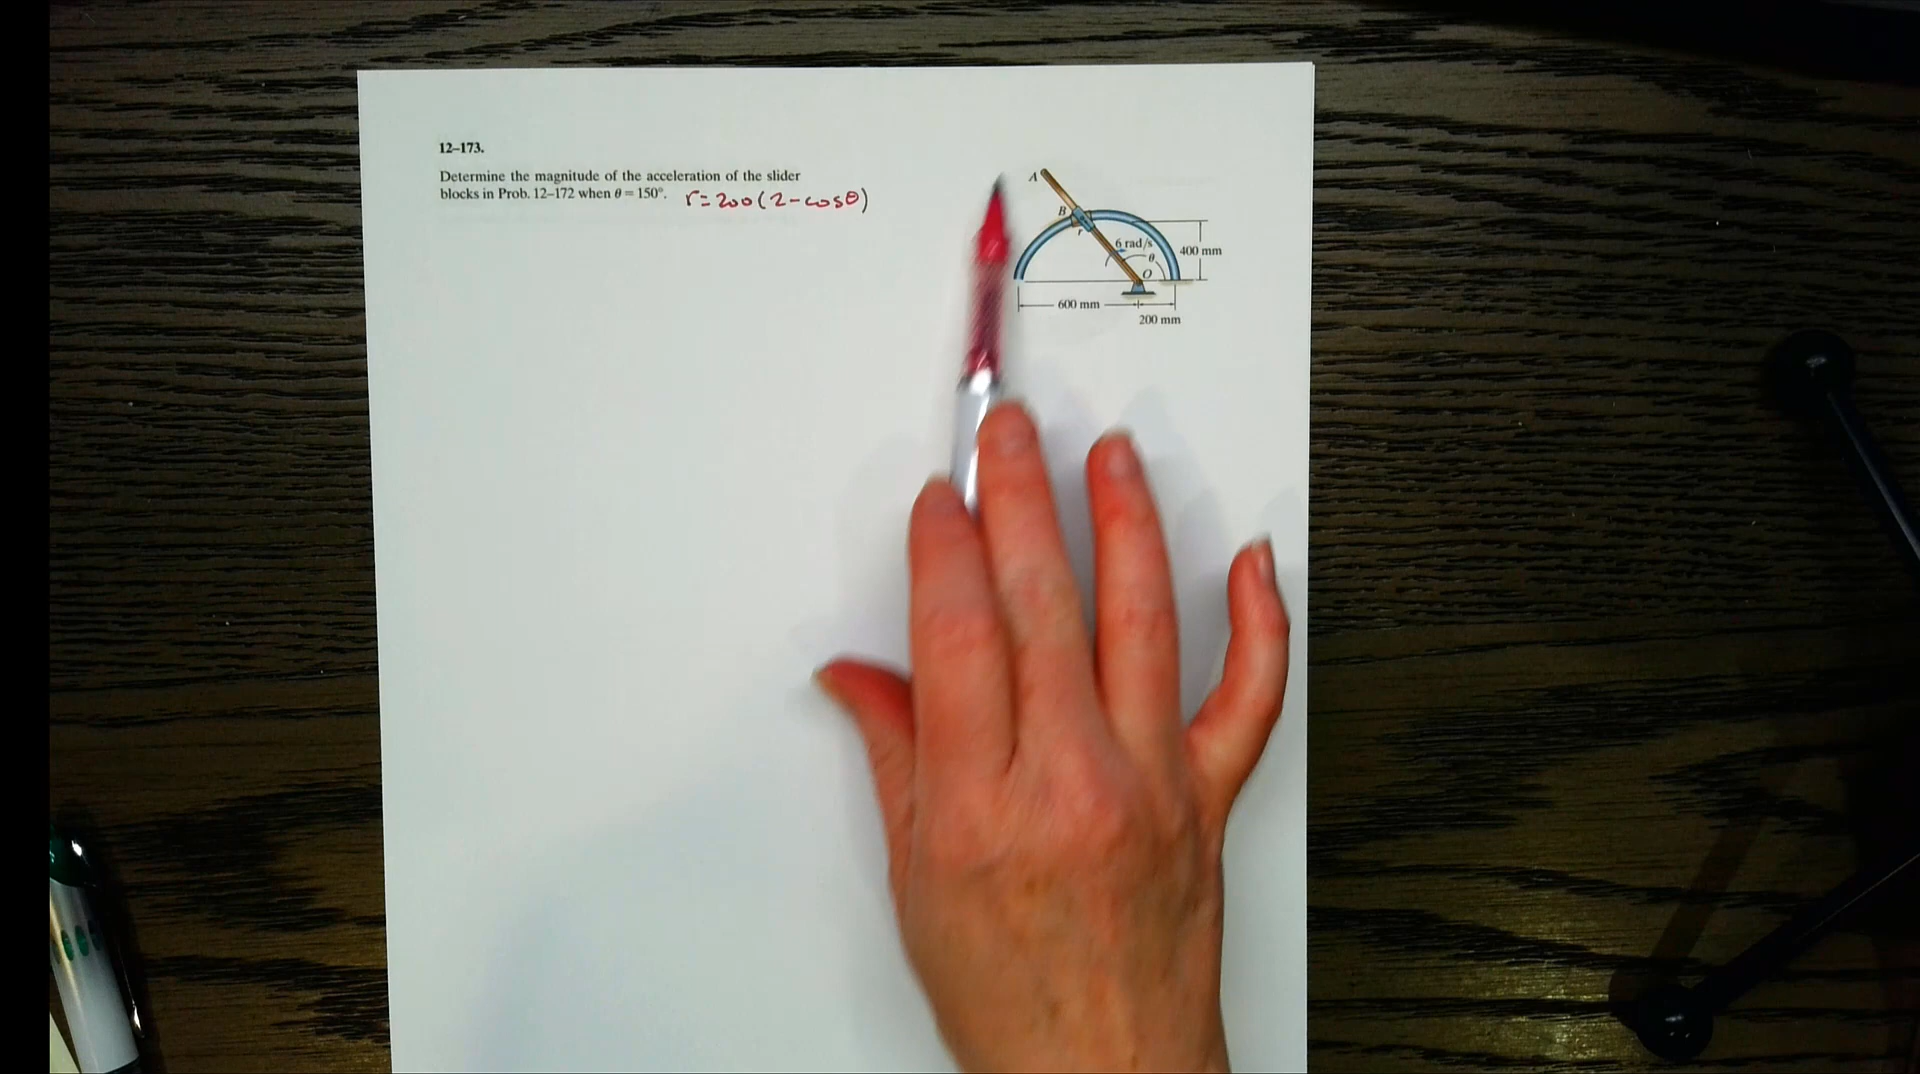 12–173.
Determine the magnitude of the acceleration of the slider
blocks in Prob. 12–172 when θ = 150°. r=200(2-cosθ)
A
B
r
6 rad/s
θ
400 mm
O
600 mm
200 mm